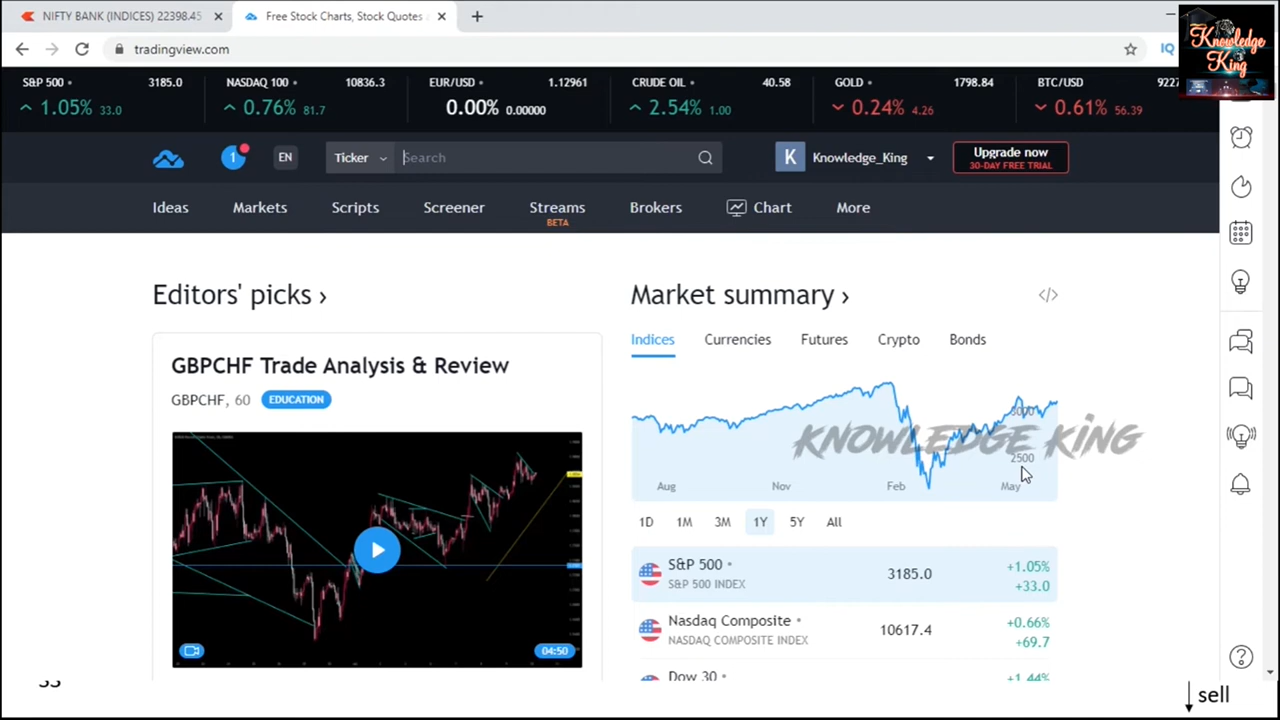 NIFTY BANK (INDICES) 22398.45
Free Stock Charts, Stock Quotes
tradingview.com
IQ
Knowledge
King
S&P 500 3185.0
1.05% 33.0
NASDAQ 100 10836.3
0.76% 81.7
EUR/USD 1.12961
0.00% 0.00000
CRUDE OIL 40.58
2.54% 1.00
GOLD 1798.84
0.24% 4.26
BTC/USD 9227
0.61% 56.39
1 EN Ticker Search K Knowledge_King Upgrade now
30-DAY FREE TRIAL
Ideas Markets Scripts Screener Streams Brokers Chart More
BETA
Editors' picks ›
Market summary ›
</>
Indices Currencies Futures Crypto Bonds
GBPCHF Trade Analysis & Review
GBPCHF, 60 EDUCATION
04:50
3000
KNOWLEDGE KING
2500
Aug Nov Feb May
1D 1M 3M 1Y 5Y All
S&P 500 3185.0 +1.05%
S&P 500 INDEX +33.0
Nasdaq Composite 10617.4 +0.66%
NASDAQ COMPOSITE INDEX +69.7
Dow 30 +1.44%
sell